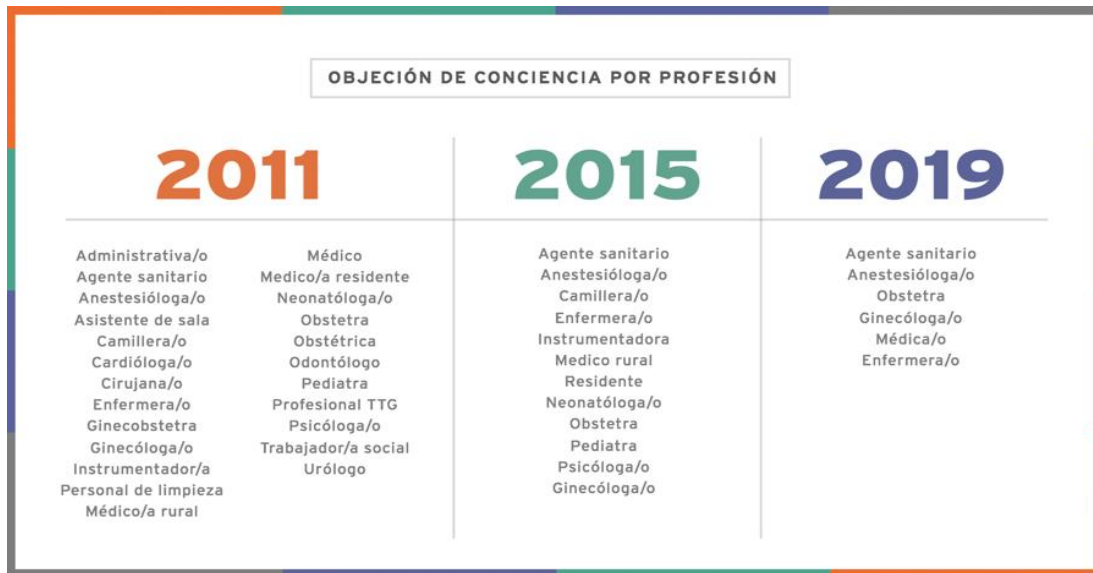 OBJECIÓN DE CONCIENCIA POR PROFESIÓN
2011
Administrativa/o
Agente sanitario
Anestesióloga/o
Asistente de sala
Camillera/o
Cardióloga/o
Cirujana/o
Enfermera/o
Ginecobstetra
Ginecóloga/o
Instrumentador/a
Personal de limpieza
Médico/a rural
Médico
Medico/a residente
Neonatóloga/o
Obstetra
Obstétrica
Odontólogo
Pediatra
Profesional TTG
Psicóloga/o
Trabajador/a social
Urólogo
2015
Agente sanitario
Anestesióloga/o
Camillera/o
Enfermera/o
Instrumentadora
Medico rural
Residente
Neonatóloga/o
Obstetra
Pediatra
Psicóloga/o
Ginecóloga/o
2019
Agente sanitario
Anestesióloga/o
Obstetra
Ginecóloga/o
Médica/o
Enfermera/o